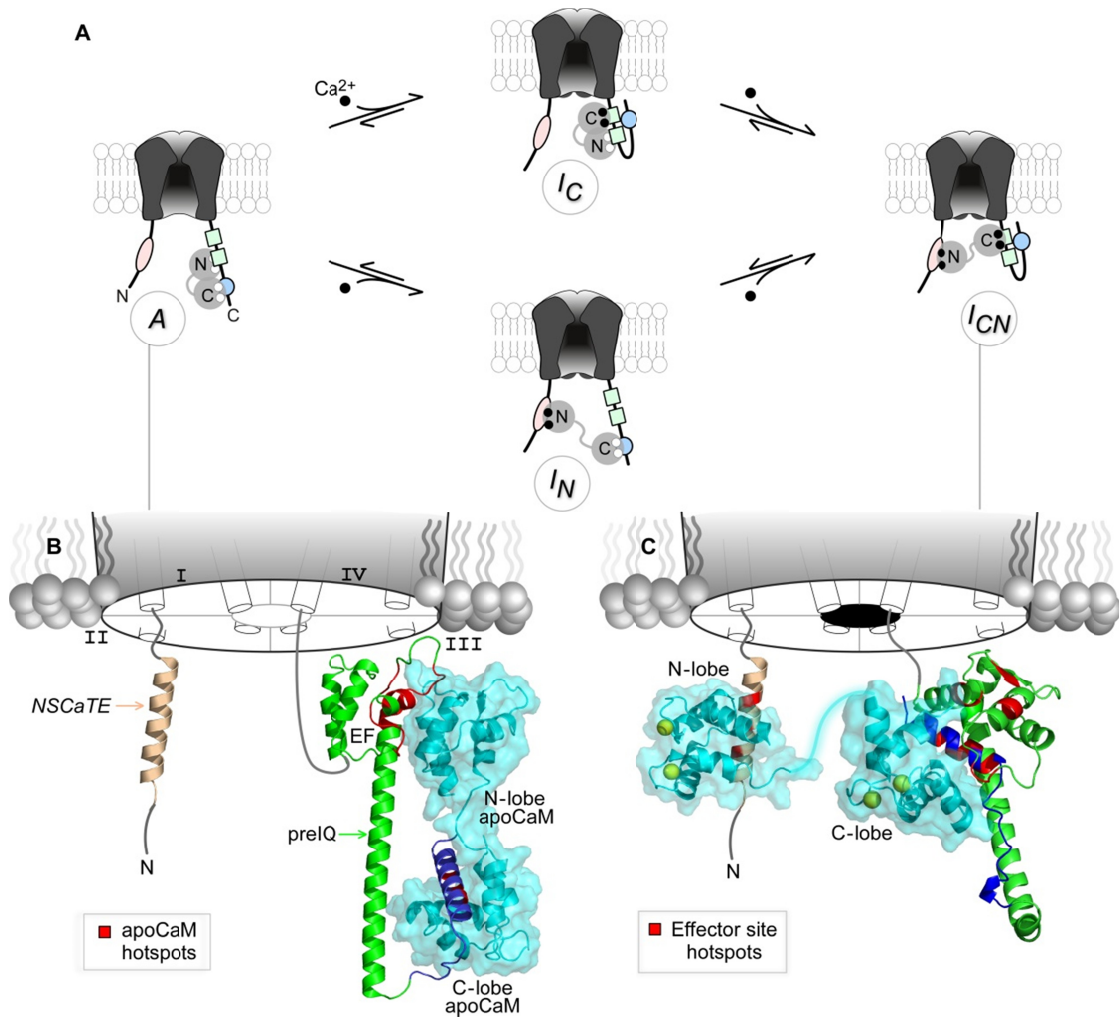 A
Ca2+
C
N
IC
N
C
N
C
A
N
C
ICN
N
C
IN
B
I
IV
II
III
NSCaTE
EF
preIQ
N-lobe
apoCaM
N
apoCaM
hotspots
C-lobe
apoCaM
C
N-lobe
C-lobe
N
Effector site
hotspots